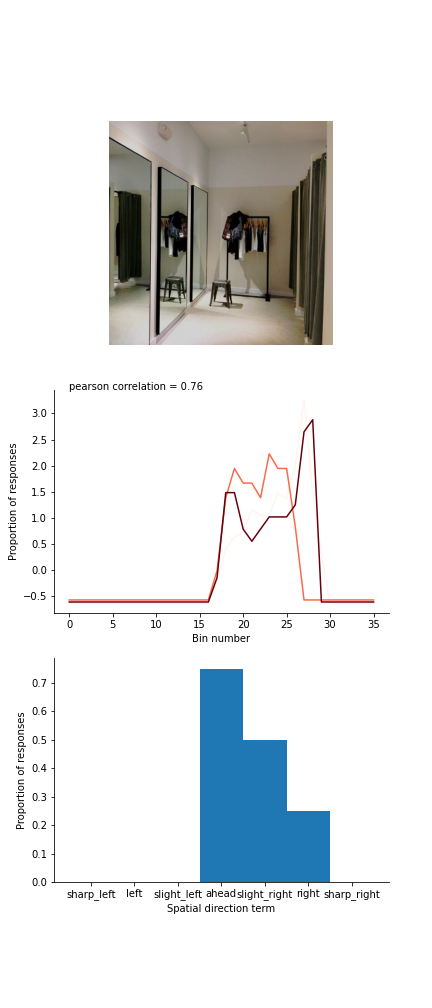 pearson correlation = 0.76
3.0
2.5
2.0
1.5
1.0
0.5
0.0
−0.5
Proportion of responses
0 5 10 15 20 25 30 35
Bin number
0.7
0.6
0.5
0.4
0.3
0.2
0.1
0.0
Proportion of responses
sharp_left left slight_left ahead slight_right right sharp_right
Spatial direction term